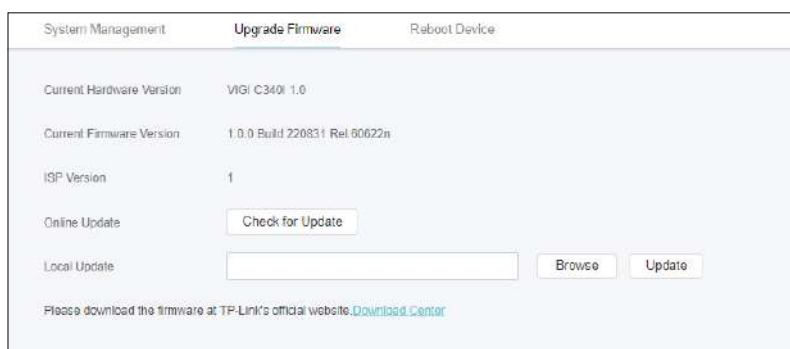 System Management Upgrade Firmware Reboot Device
Current Hardware Version VIGI C340I 1.0
Current Firmware Version 1.0.0 Build 220831 Rel.60622n
ISP Version 1
Online Update Check for Update
Local Update Browse Update
Please download the firmware at TP-Link's official website.Download Center